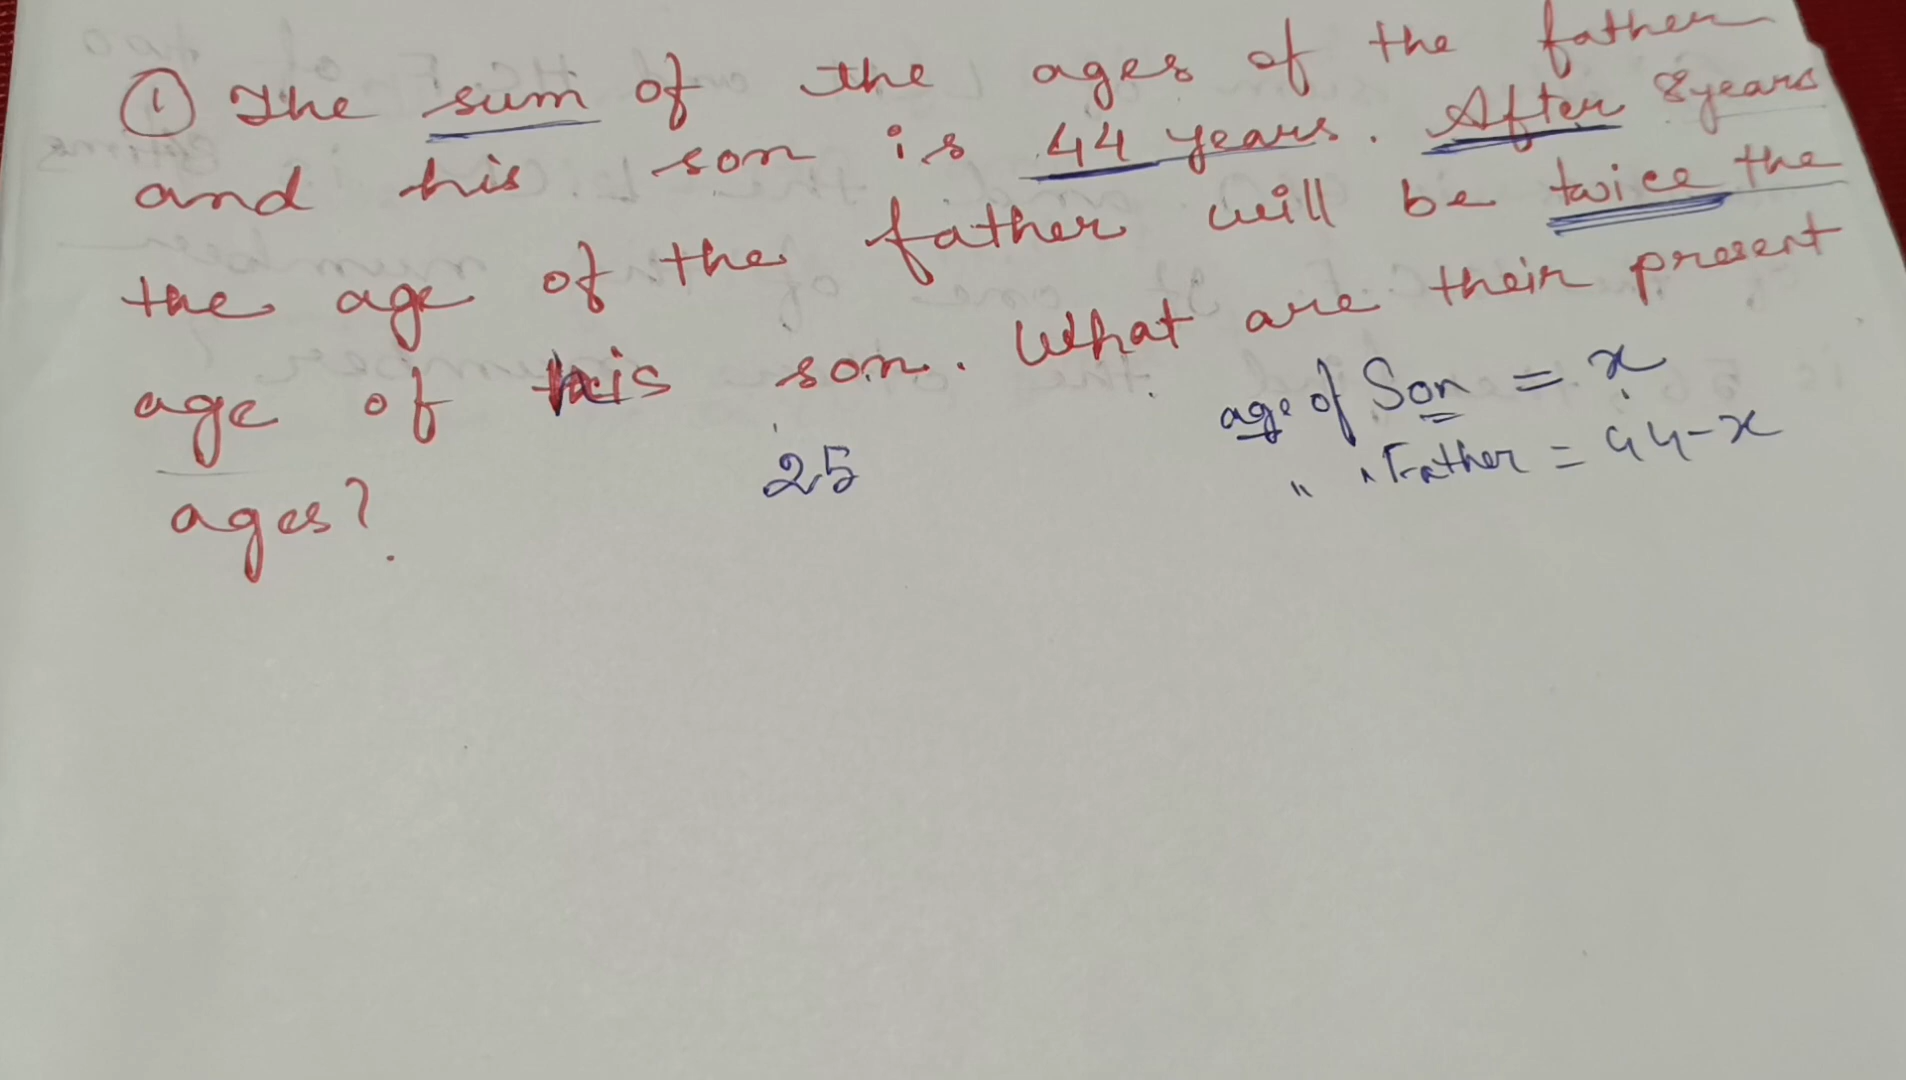 ① The sum of the ages of the father
and his son is 44 years. After 8 years
the age of the father will be twice the
age of his son. What are their present
ages?
25
age of Son = x
" " Father = 44-x